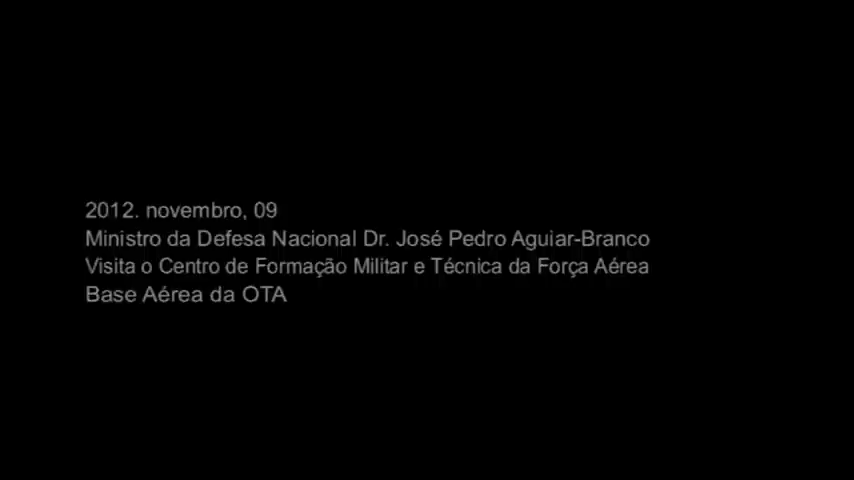 2012. novembro, 09
Ministro da Defesa Nacional Dr. José Pedro Aguiar-Branco
Visita o Centro de Formação Militar e Técnica da Força Aérea
Base Aérea da OTA